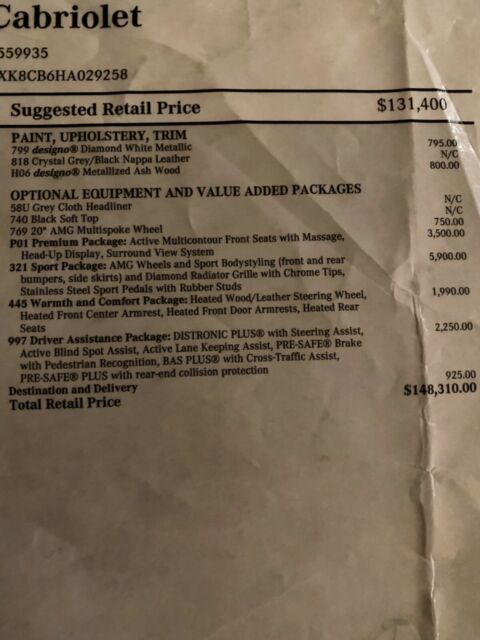 Cabriolet
559935
XK8CB6HA029258
Suggested Retail Price $131,400
PAINT, UPHOLSTERY, TRIM
799 designo® Diamond White Metallic 795.00
818 Crystal Grey/Black Nappa Leather N/C
H06 designo® Metallized Ash Wood 800.00
OPTIONAL EQUIPMENT AND VALUE ADDED PACKAGES
58U Grey Cloth Headliner N/C
740 Black Soft Top N/C
769 20" AMG Multispoke Wheel 750.00
P01 Premium Package: Active Multicontour Front Seats with Massage, 3,500.00
Head-Up Display, Surround View System
321 Sport Package: AMG Wheels and Sport Bodystyling (front and rear 5,900.00
bumpers, side skirts) and Diamond Radiator Grille with Chrome Tips,
Stainless Steel Sport Pedals with Rubber Studs
445 Warmth and Comfort Package: Heated Wood/Leather Steering Wheel, 1,990.00
Heated Front Center Armrest, Heated Front Door Armrests, Heated Rear
Seats
997 Driver Assistance Package: DISTRONIC PLUS® with Steering Assist, 2,250.00
Active Blind Spot Assist, Active Lane Keeping Assist, PRE-SAFE® Brake
with Pedestrian Recognition, BAS PLUS® with Cross-Traffic Assist,
PRE-SAFE® PLUS with rear-end collision protection
Destination and Delivery 925.00
Total Retail Price $148,310.00